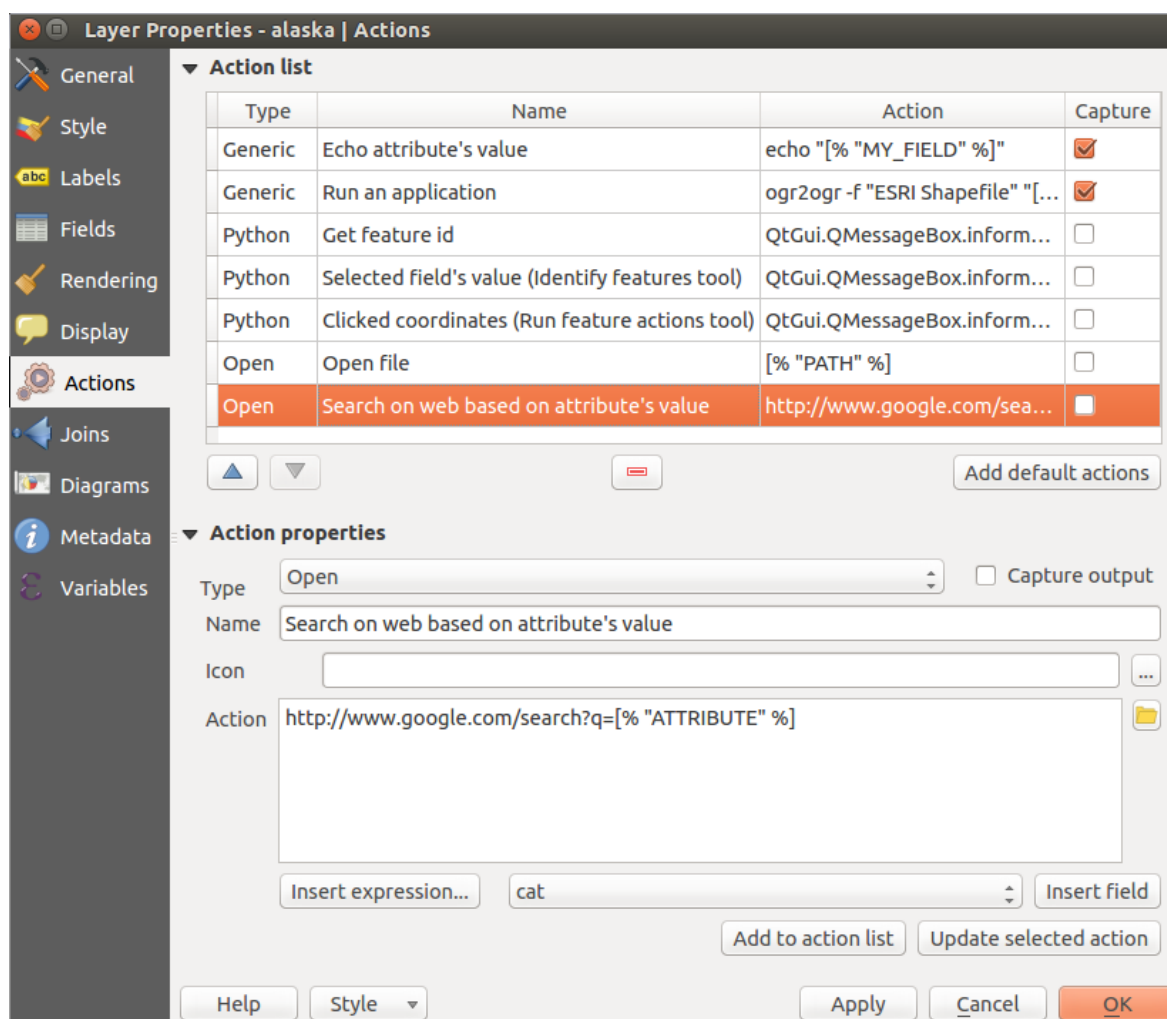 Layer Properties - alaska | Actions
General
Style
abc Labels
Fields
Rendering
Display
Actions
Joins
Diagrams
Metadata
Variables
Action list
Type Name Action Capture
Generic Echo attribute's value echo "[% "MY_FIELD" %]"
Generic Run an application ogr2ogr -f "ESRI Shapefile" "[...
Python Get feature id QtGui.QMessageBox.inform...
Python Selected field's value (Identify features tool) QtGui.QMessageBox.inform...
Python Clicked coordinates (Run feature actions tool) QtGui.QMessageBox.inform...
Open Open file [% "PATH" %]
Open Search on web based on attribute's value http://www.google.com/sea...
Add default actions
Action properties
Type Open Capture output
Name Search on web based on attribute's value
Icon ...
Action http://www.google.com/search?q=[% "ATTRIBUTE" %]
Insert expression... cat Insert field
Add to action list Update selected action
Help Style Apply Cancel OK